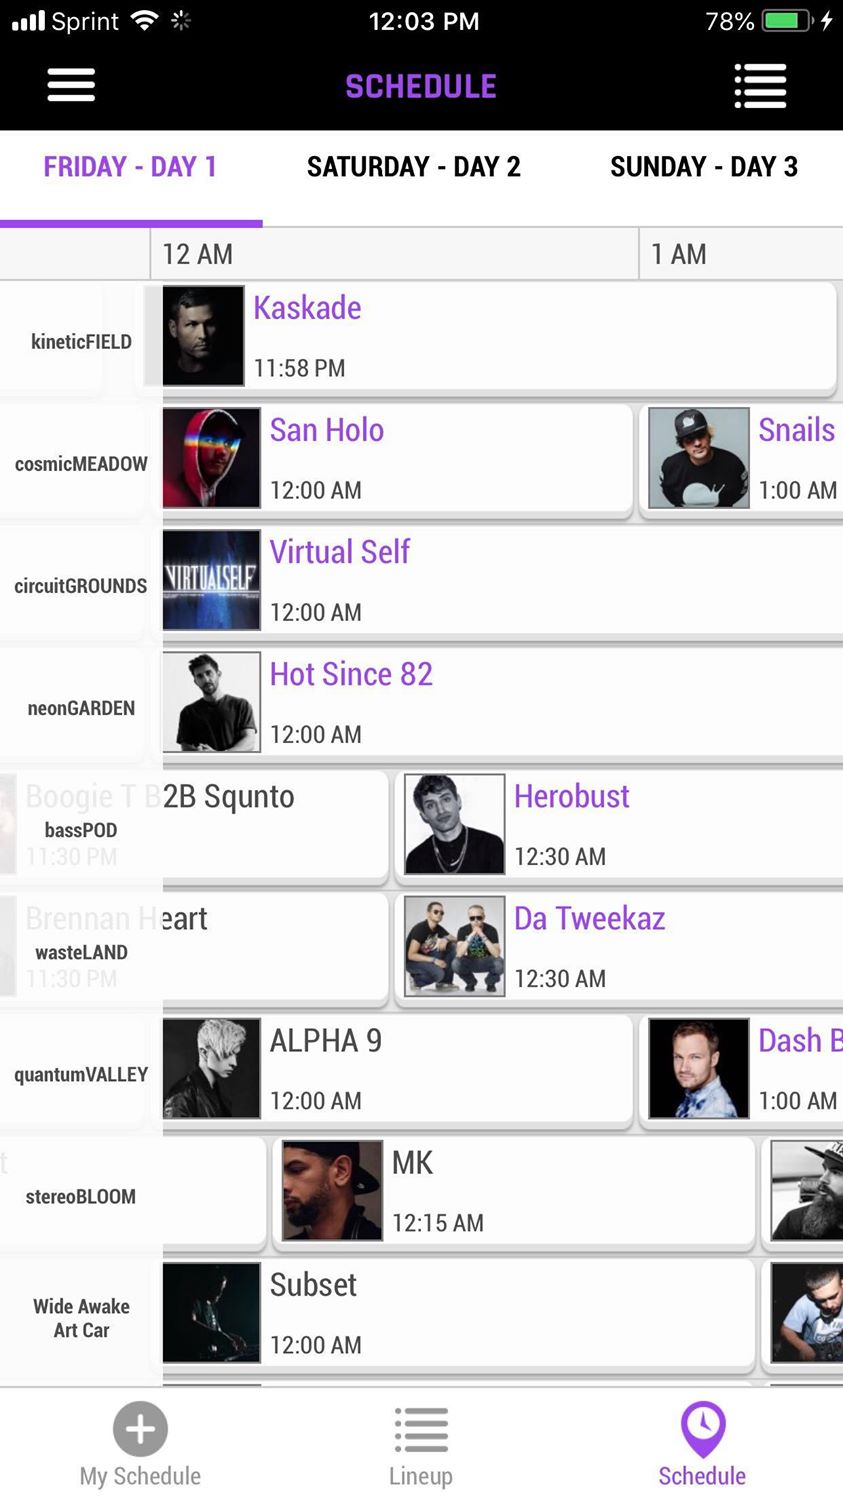 Sprint 12:03 PM 78%
SCHEDULE
FRIDAY - DAY 1 SATURDAY - DAY 2 SUNDAY - DAY 3
12 AM 1 AM
kineticFIELD
Kaskade
11:58 PM
cosmicMEADOW
San Holo
12:00 AM
Snails
1:00 AM
circuitGROUNDS
VIRTUALSELF
Virtual Self
12:00 AM
neonGARDEN
Hot Since 82
12:00 AM
Boogie T B2B Squnto
bassPOD
11:30 PM
Herobust
12:30 AM
Brennan Heart
wasteLAND
11:30 PM
Da Tweekaz
12:30 AM
quantumVALLEY
ALPHA 9
12:00 AM
Dash B
1:00 AM
t
stereoBLOOM
MK
12:15 AM
Wide Awake
Art Car
Subset
12:00 AM
My Schedule Lineup Schedule